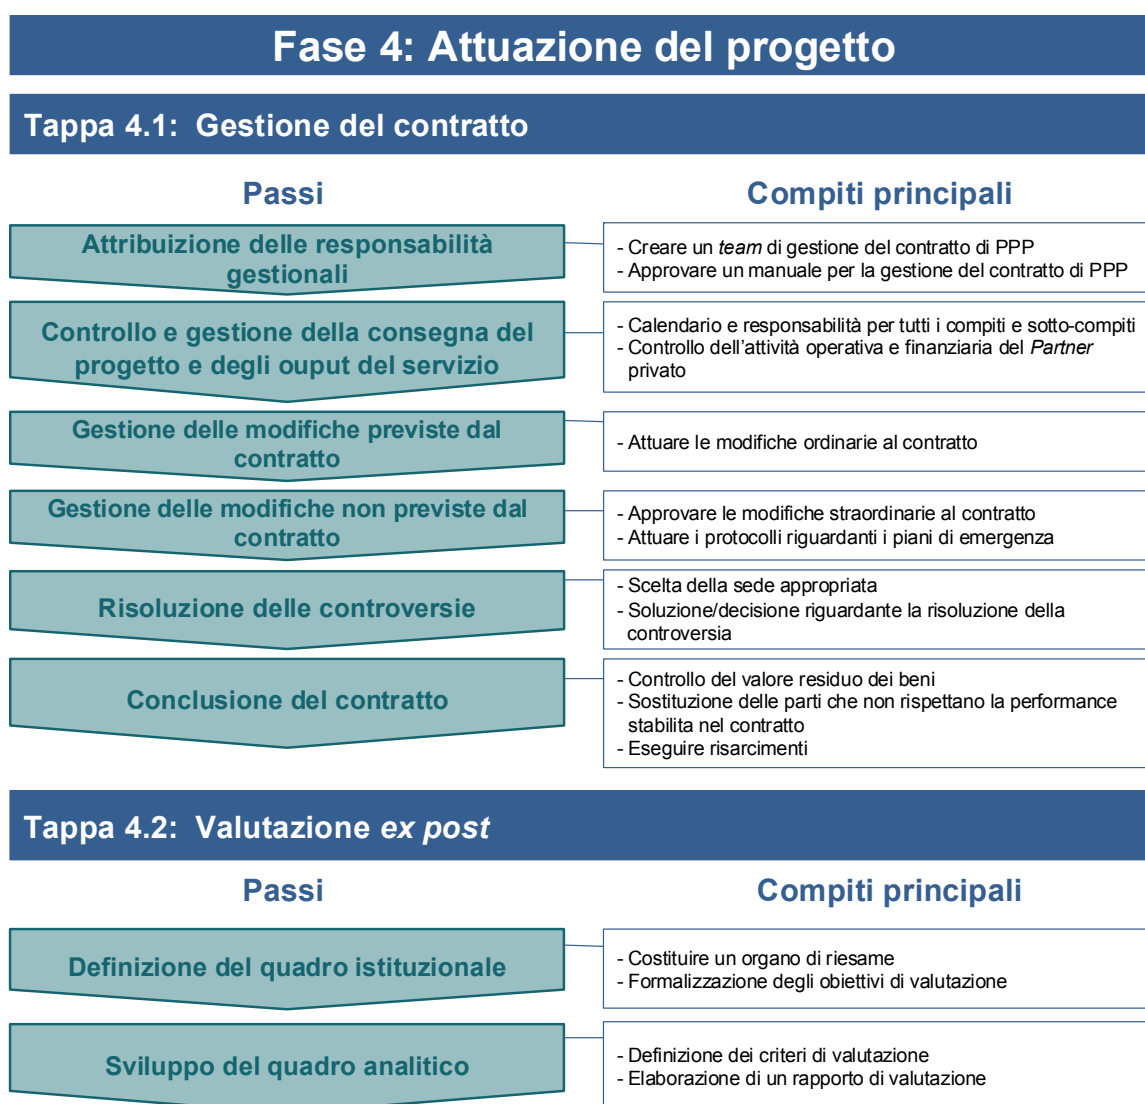 Fase 4: Attuazione del progetto
Tappa 4.1: Gestione del contratto
Passi
Compiti principali
Attribuizione delle responsabilità
gestionali
- Creare un team di gestione del contratto di PPP
- Approvare un manuale per la gestione del contratto di PPP
Controllo e gestione della consegna del
progetto e degli ouput del servizio
- Calendario e responsabilità per tutti i compiti e sotto-compiti
- Controllo dell'attività operativa e finanziaria del Partner
privato
Gestione delle modifiche previste dal
contratto
- Attuare le modifiche ordinarie al contratto
Gestione delle modifiche non previste dal
contratto
- Approvare le modifiche straordinarie al contratto
- Attuare i protocolli riguardanti i piani di emergenza
Risoluzione delle controversie
- Scelta della sede appropriata
- Soluzione/decisione riguardante la risoluzione della
controversia
Conclusione del contratto
- Controllo del valore residuo dei beni
- Sostituzione delle parti che non rispettano la performance
stabilita nel contratto
- Eseguire risarcimenti
Tappa 4.2: Valutazione ex post
Passi
Compiti principali
Definizione del quadro istituzionale
- Costituire un organo di riesame
- Formalizzazione degli obiettivi di valutazione
Sviluppo del quadro analitico
- Definizione dei criteri di valutazione
- Elaborazione di un rapporto di valutazione